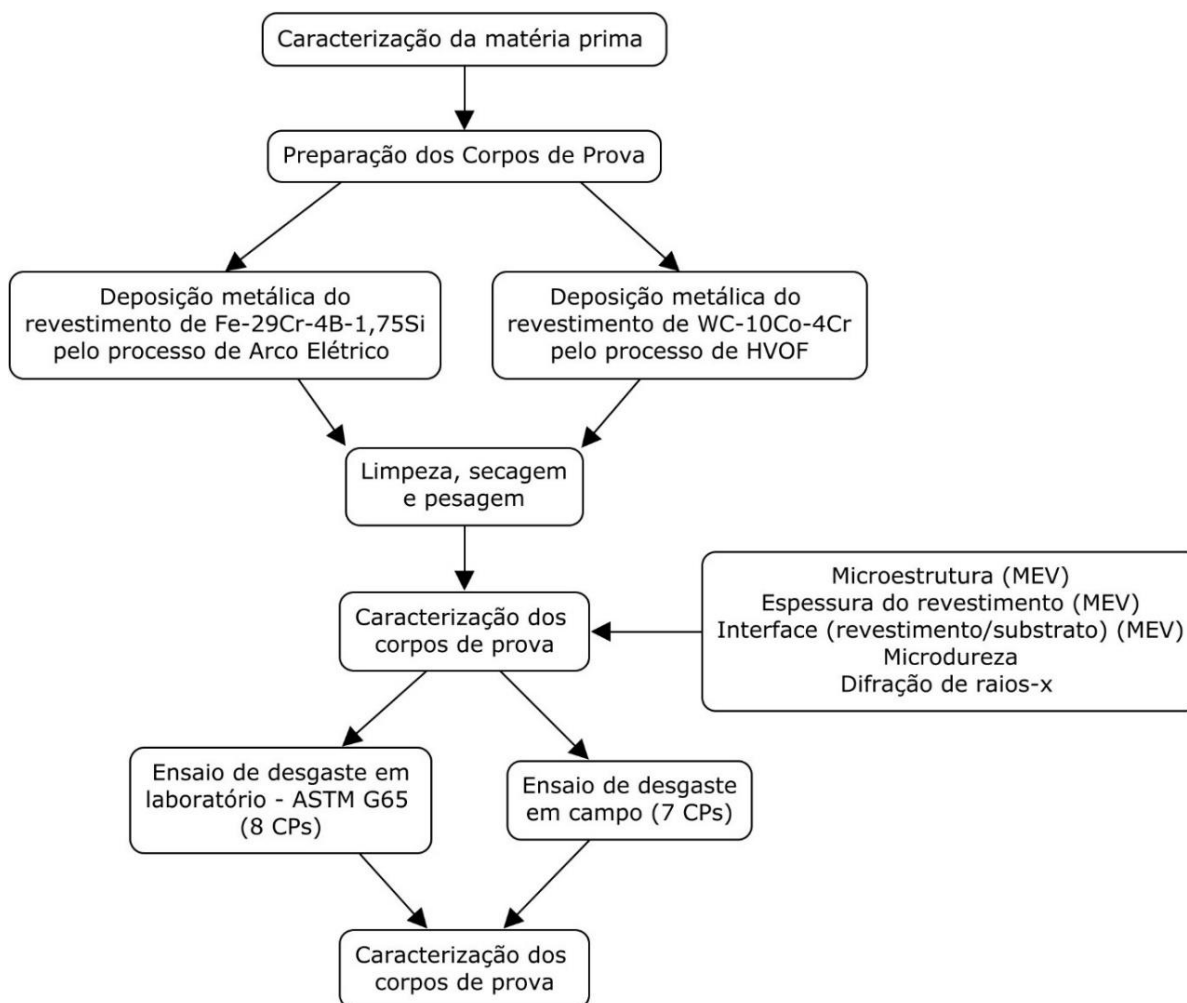 Caracterização da matéria prima
Preparação dos Corpos de Prova
Deposição metálica do
revestimento de Fe-29Cr-4B-1,75Si
pelo processo de Arco Elétrico
Deposição metálica do
revestimento de WC-10Co-4Cr
pelo processo de HVOF
Limpeza, secagem
e pesagem
Caracterização dos
corpos de prova
Microestrutura (MEV)
Espessura do revestimento (MEV)
Interface (revestimento/substrato) (MEV)
Microdureza
Difração de raios-x
Ensaio de desgaste em
laboratório - ASTM G65
(8 CPs)
Ensaio de desgaste
em campo (7 CPs)
Caracterização dos
corpos de prova